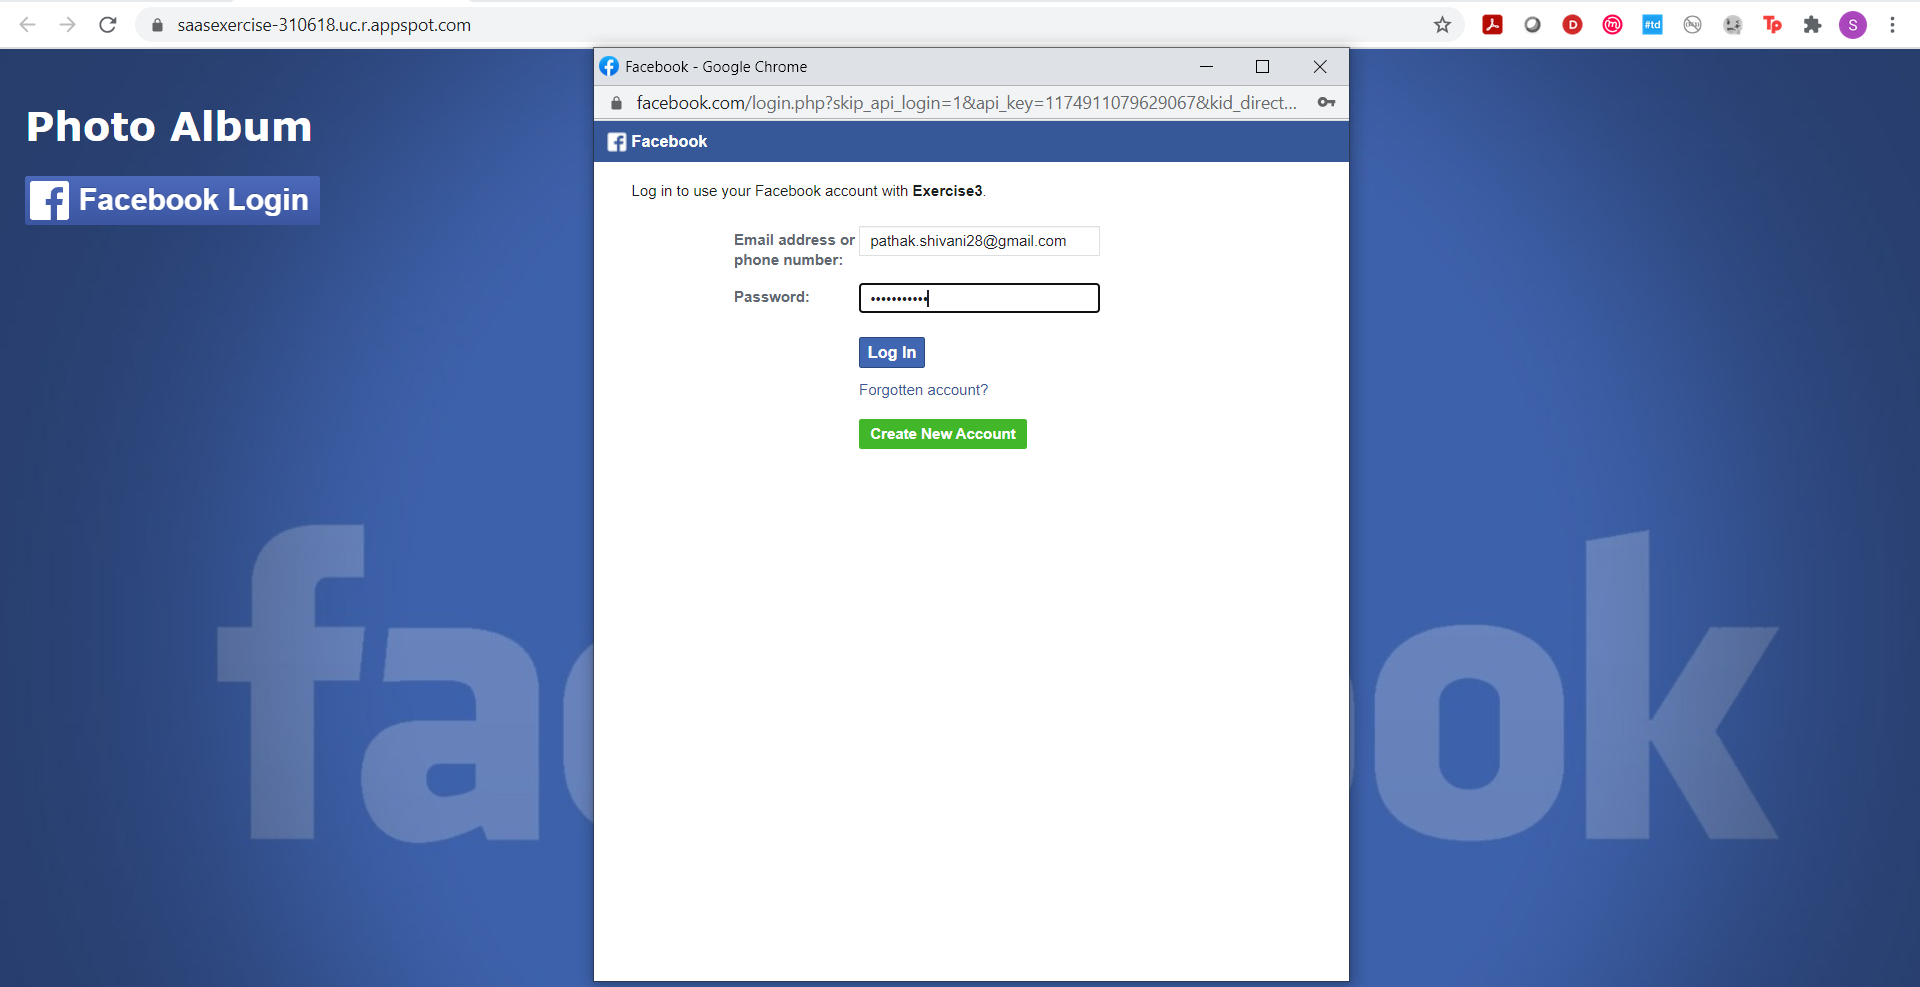 saasexercise-310618.uc.r.appspot.com
D
#td
Tp
S
Photo Album
Facebook Login
Facebook - Google Chrome
facebook.com/login.php?skip_api_login=1&api_key=1174911079629067&kid_direct...
Facebook
Log in to use your Facebook account with Exercise3.
Email address or
phone number:
pathak.shivani28@gmail.com
Password:
•••••••••••
Log In
Forgotten account?
Create New Account
fa
ok